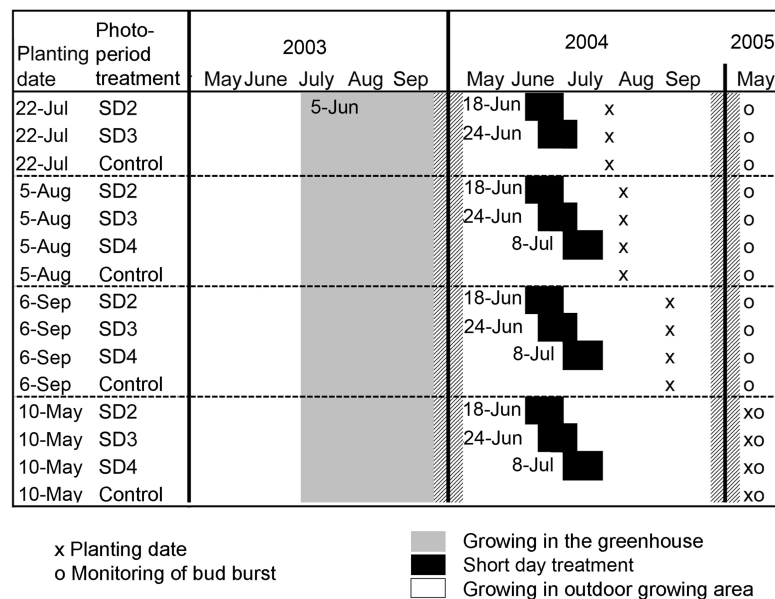 Planting date Photo-period treatment 2003 2004 2005
May June July Aug Sep May June July Aug Sep May
22-Jul SD2 5-Jun 18-Jun x o
22-Jul SD3 24-Jun x o
22-Jul Control x o
5-Aug SD2 18-Jun x o
5-Aug SD3 24-Jun x o
5-Aug SD4 8-Jul x o
5-Aug Control x o
6-Sep SD2 18-Jun x o
6-Sep SD3 24-Jun x o
6-Sep SD4 8-Jul x o
6-Sep Control x o
10-May SD2 18-Jun xo
10-May SD3 24-Jun xo
10-May SD4 8-Jul xo
10-May Control xo
x Planting date
o Monitoring of bud burst
Growing in the greenhouse
Short day treatment
Growing in outdoor growing area